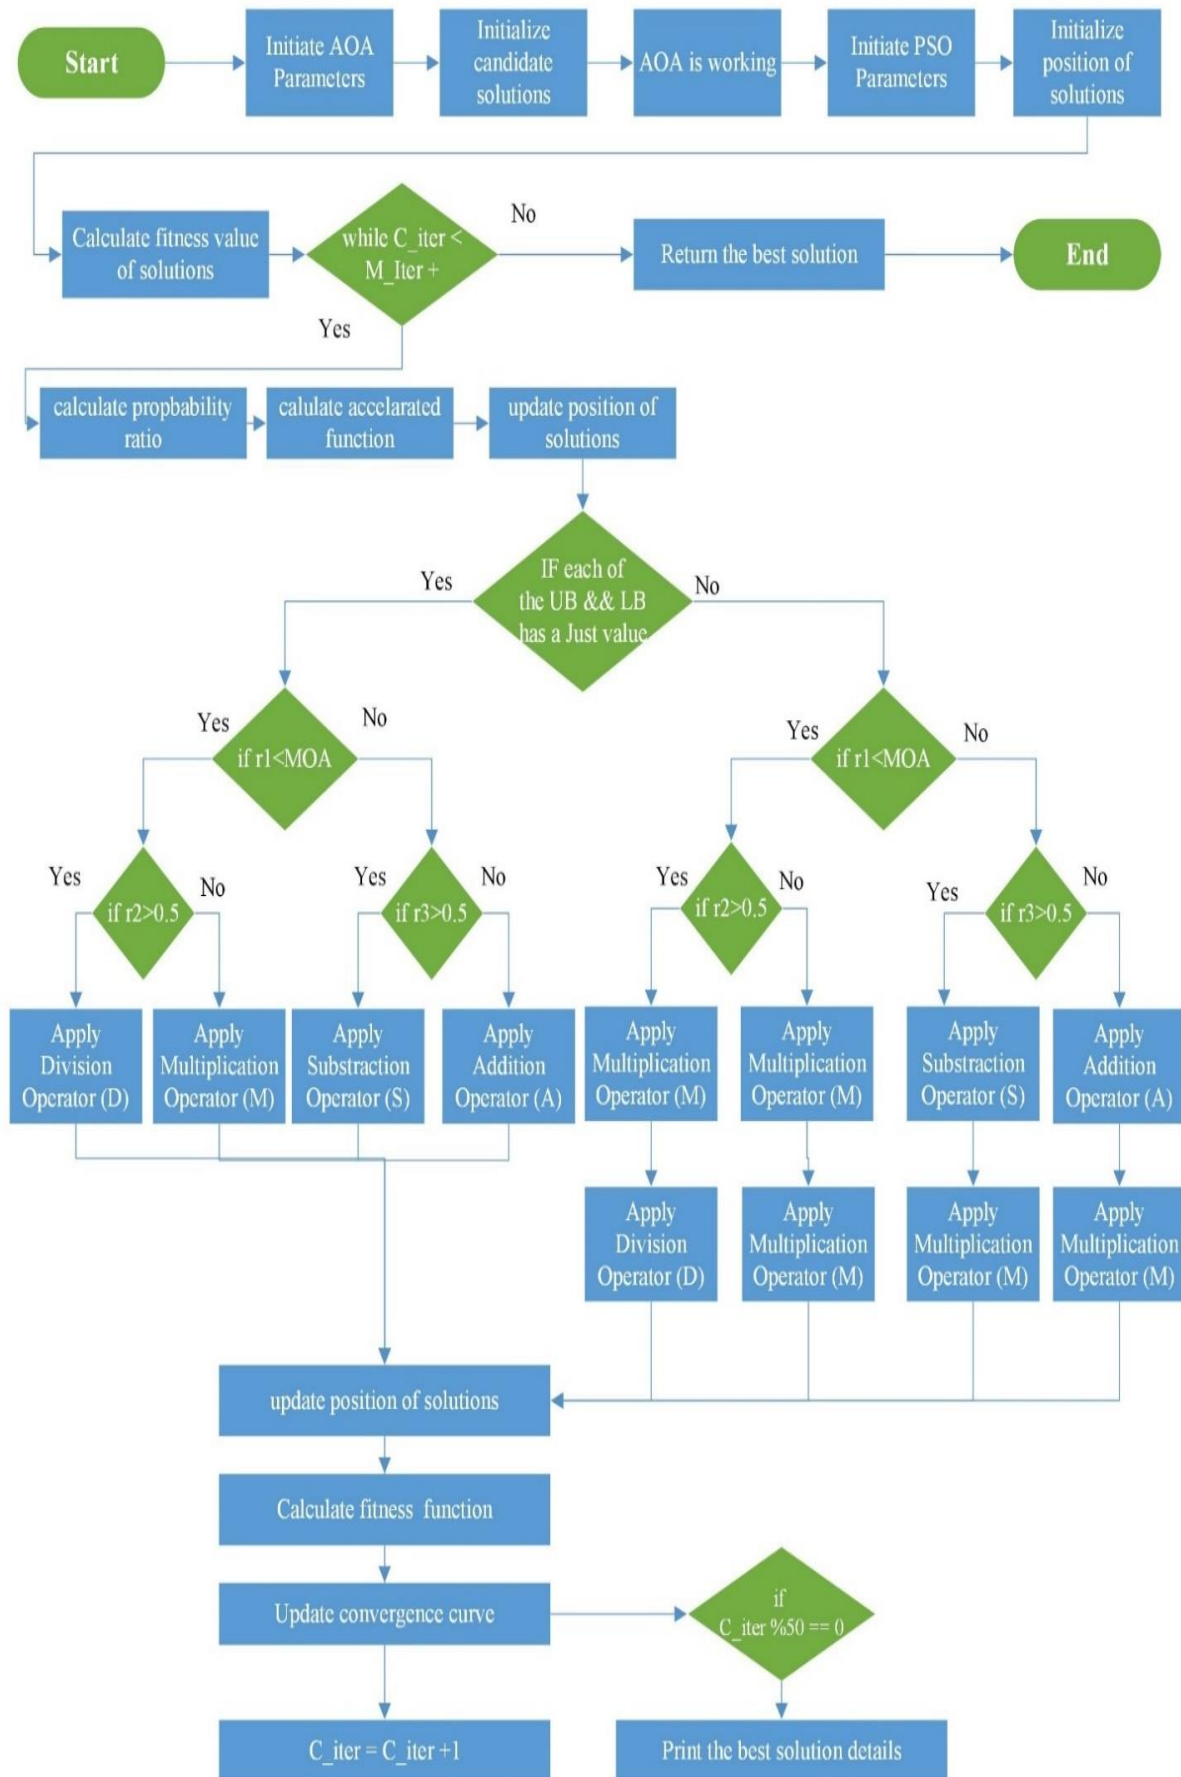 Start
Initiate AOA
Parameters
Initialize
candidate
solutions
AOA is working
Initiate PSO
Parameters
Initialize
position of
solutions
Calculate fitness value
of solutions
while C_iter <
M_Iter +
No
Return the best solution
End
Yes
calculate propbability
ratio
calulate accelarated
function
update position of
solutions
IF each of
the UB && LB
has a Just value
Yes
No
if r1<MOA
Yes
No
if r1<MOA
Yes
No
if r2>0.5
Yes
No
if r3>0.5
Yes
No
if r2>0.5
Yes
No
if r3>0.5
Yes
No
Apply
Division
Operator (D)
Apply
Multiplication
Operator (M)
Apply
Substraction
Operator (S)
Apply
Addition
Operator (A)
Apply
Multiplication
Operator (M)
Apply
Multiplication
Operator (M)
Apply
Substraction
Operator (S)
Apply
Addition
Operator (A)
Apply
Division
Operator (D)
Apply
Multiplication
Operator (M)
Apply
Multiplication
Operator (M)
Apply
Multiplication
Operator (M)
update position of solutions
Calculate fitness function
Update convergence curve
if
C_iter %50 == 0
C_iter = C_iter +1
Print the best solution details